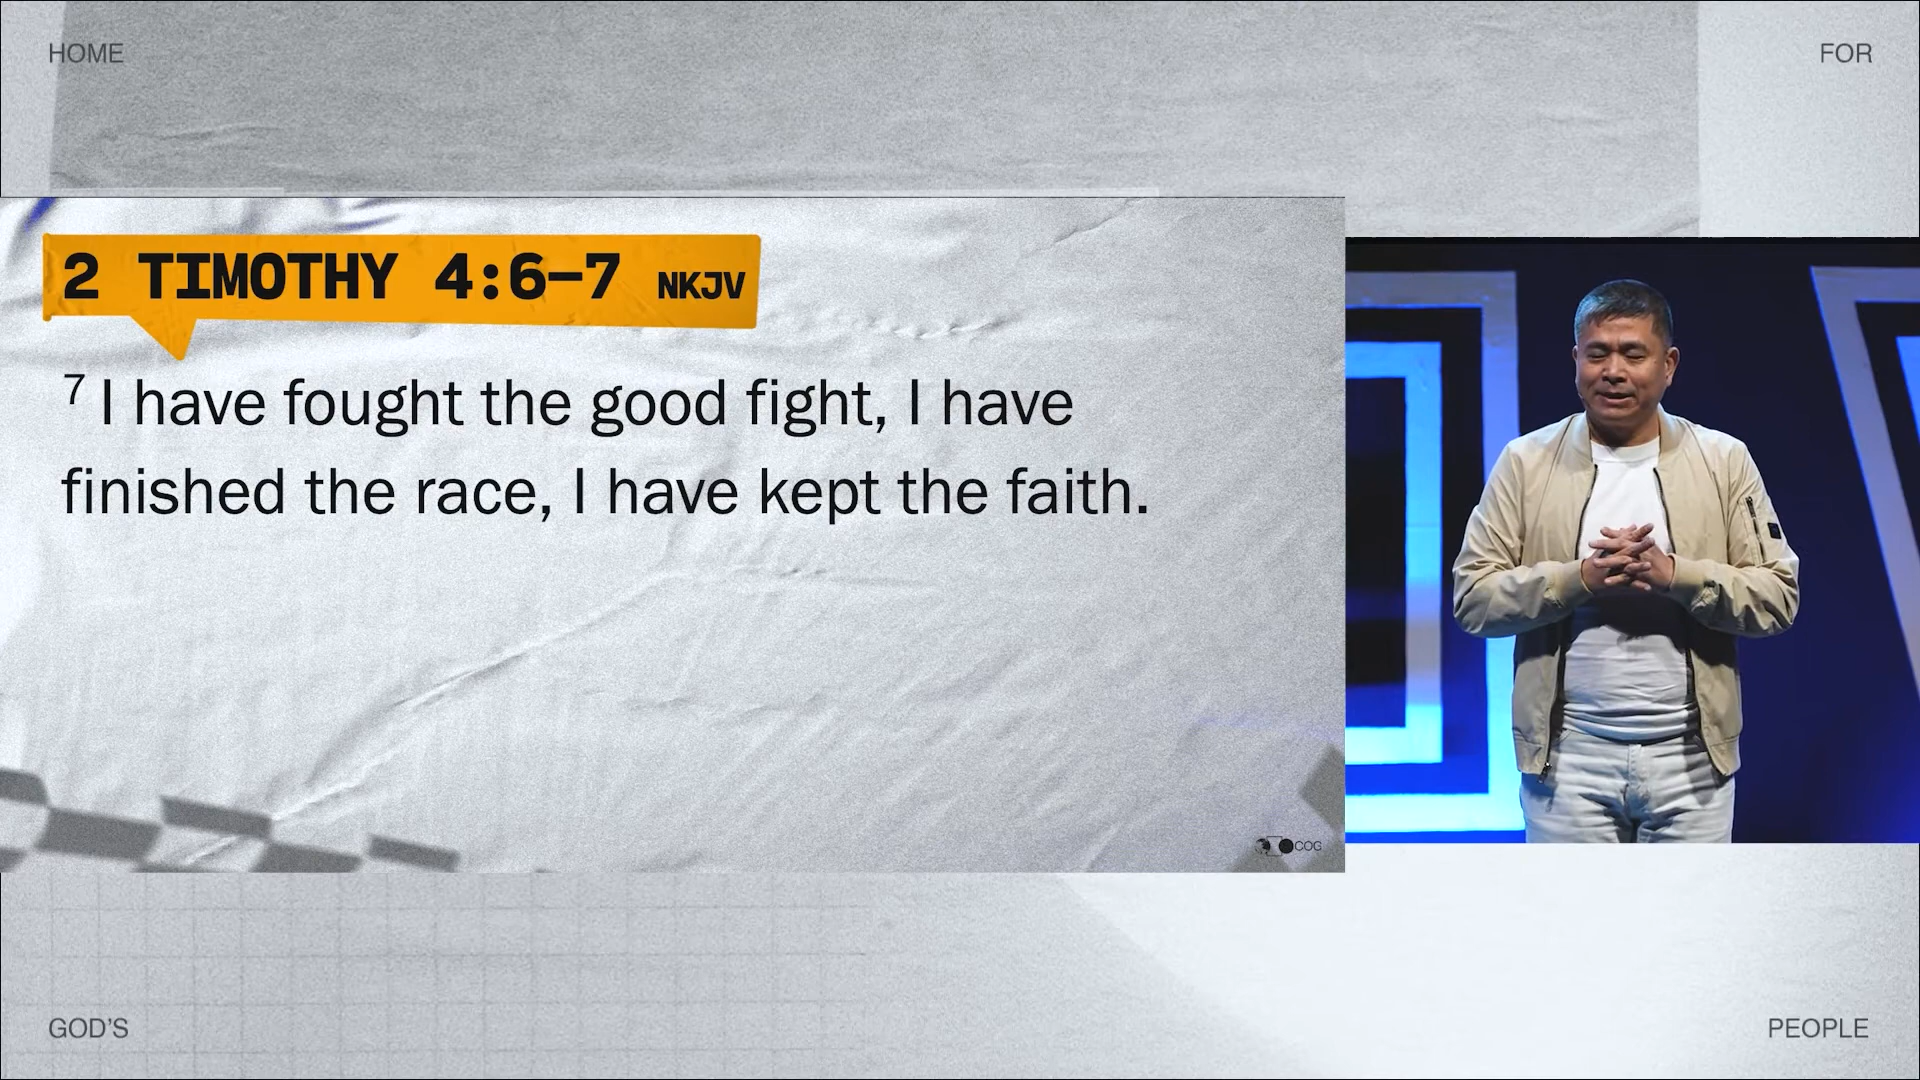 HOME
FOR
2 TIMOTHY 4:6–7 NKJV
7 I have fought the good fight, I have
finished the race, I have kept the faith.
COG
GOD'S
PEOPLE